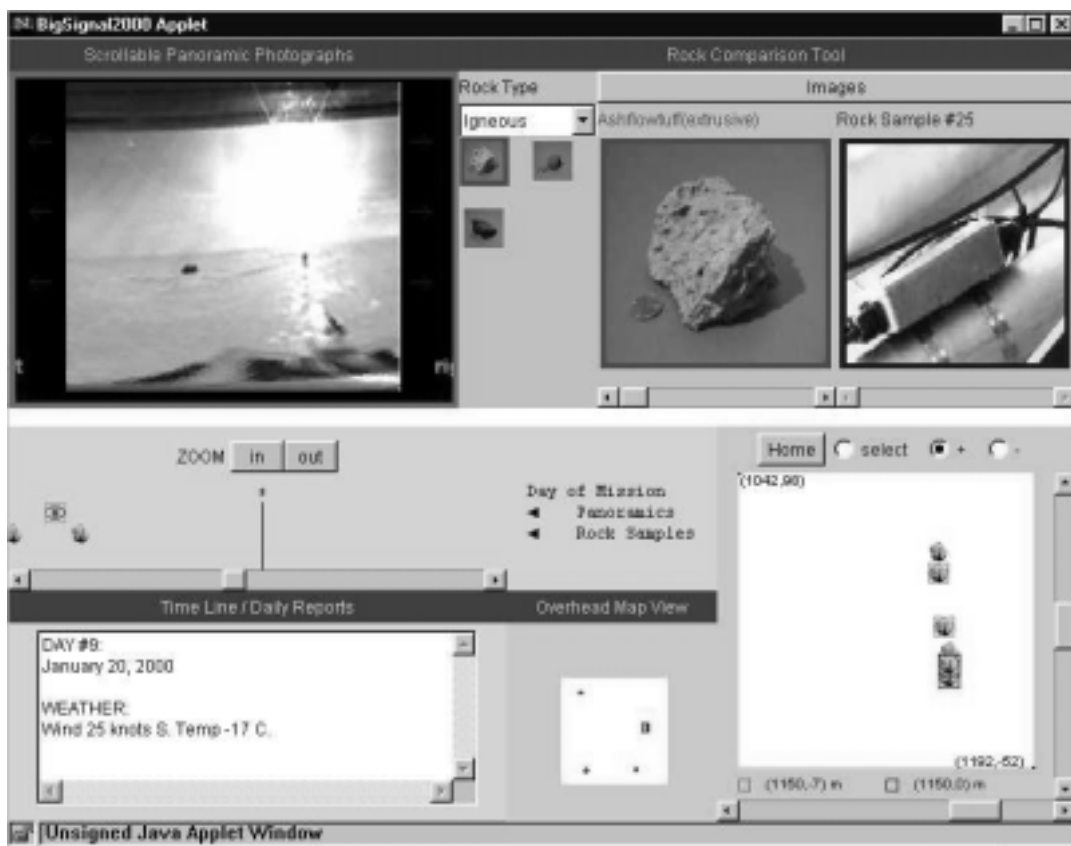 BigSignal2000 Applet
Scrollable Panoramic Photographs
Rock Comparison Tool
Rock Type
Images
Igneous
Ashflowtuff(extrusive)
Rock Sample #25
ZOOM in out
Home select + -
(1042,98)
Day of Mission
Panoramics
Rock Samples
Time Line / Daily Reports
Overhead Map View
DAY #9:
January 20, 2000
WEATHER:
Wind 25 knots S. Temp -17 C.
(1192,-52)
(1150,-7) m (1150,0) m
Unsigned Java Applet Window